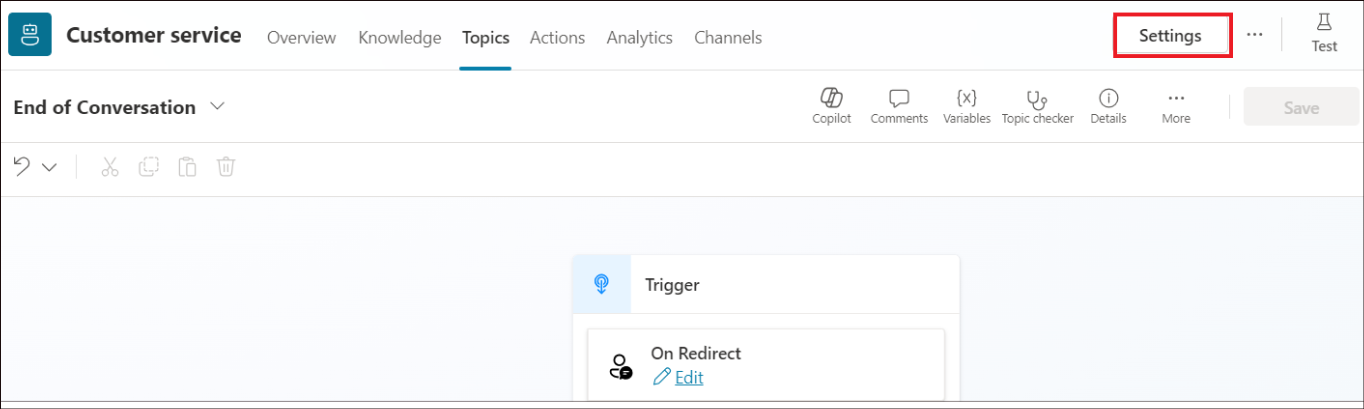 Customer service Overview Knowledge Topics Actions Analytics Channels Settings ... Test
End of Conversation Copilot Comments {x} Variables Topic checker Details ... More Save
Trigger
On Redirect
Edit